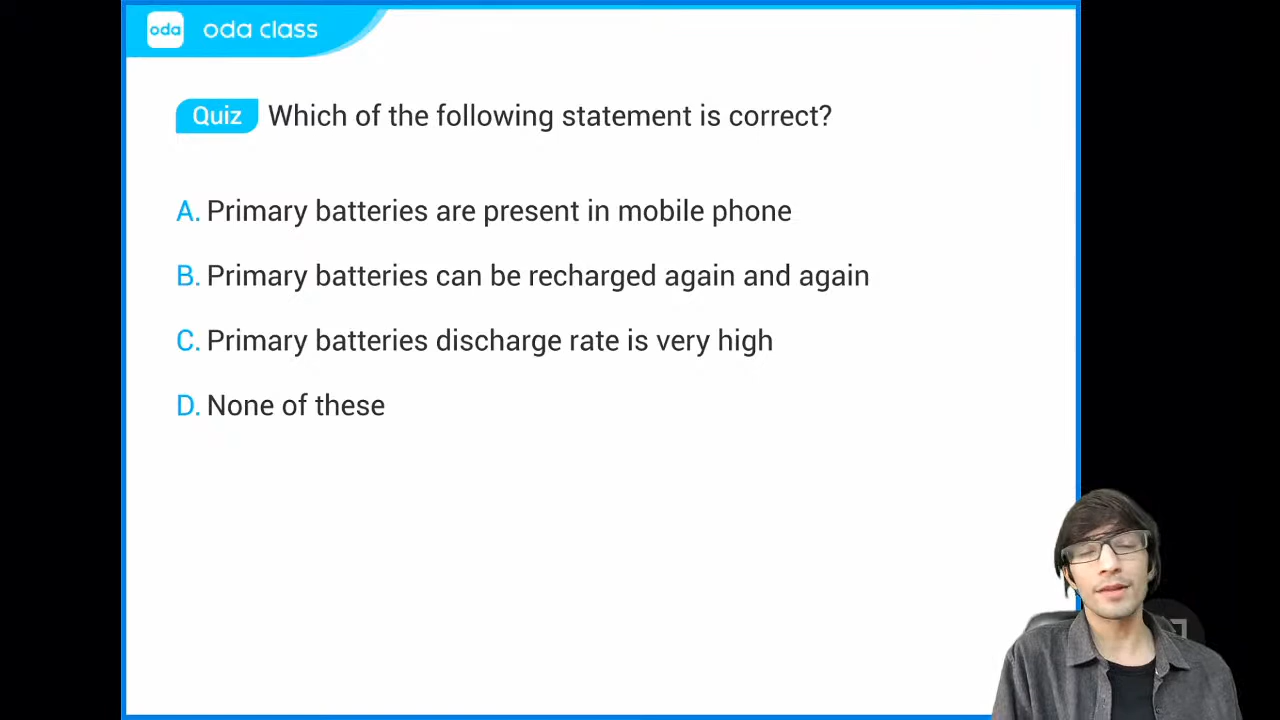 oda oda class
Quiz Which of the following statement is correct?
A. Primary batteries are present in mobile phone
B. Primary batteries can be recharged again and again
C. Primary batteries discharge rate is very high
D. None of these